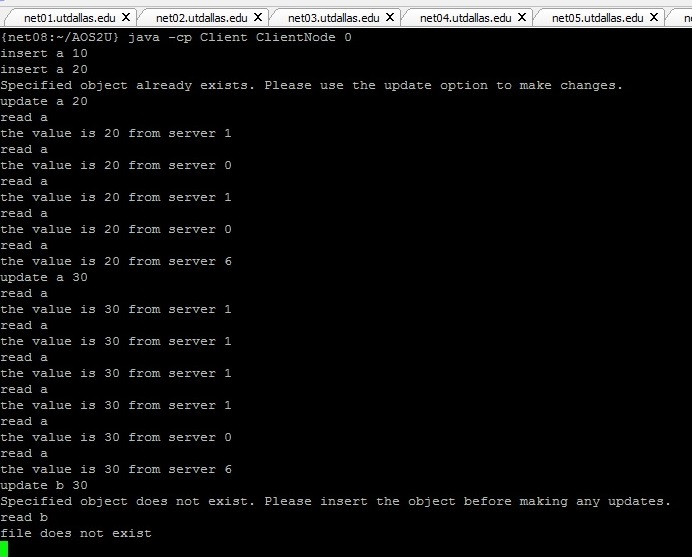 net01.utdallas.edu X net02.utdallas.edu X net03.utdallas.edu X net04.utdallas.edu X net05.utdallas.edu X
{net08:~/AOS2U} java -cp Client ClientNode 0
insert a 10
insert a 20
Specified object already exists. Please use the update option to make changes.
update a 20
read a
the value is 20 from server 1
read a
the value is 20 from server 0
read a
the value is 20 from server 1
read a
the value is 20 from server 0
read a
the value is 20 from server 6
update a 30
read a
the value is 30 from server 1
read a
the value is 30 from server 1
read a
the value is 30 from server 1
read a
the value is 30 from server 1
read a
the value is 30 from server 0
read a
the value is 30 from server 6
update b 30
Specified object does not exist. Please insert the object before making any updates.
read b
file does not exist